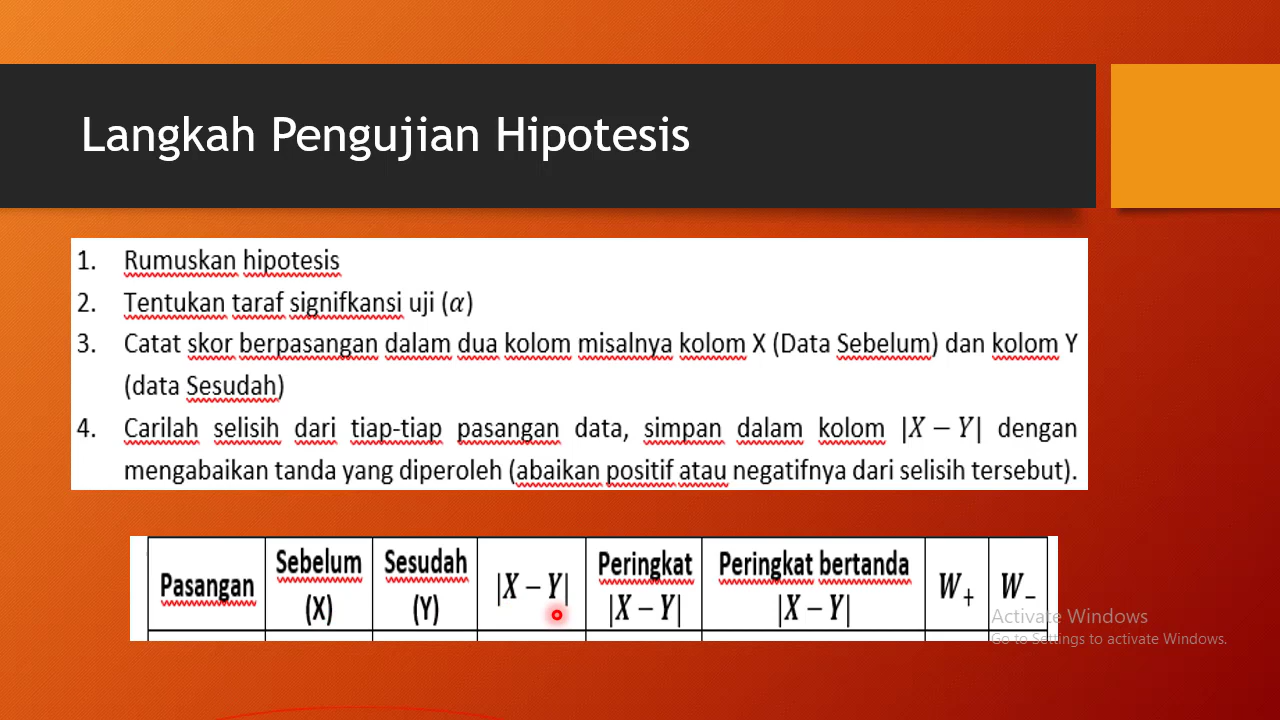 Langkah Pengujian Hipotesis
1. Rumuskan hipotesis
2. Tentukan taraf signifkansi uji (α)
3. Catat skor berpasangan dalam dua kolom misalnya kolom X (Data Sebelum) dan kolom Y
(data Sesudah)
4. Carilah selisih dari tiap-tiap pasangan data, simpan dalam kolom |X − Y| dengan
mengabaikan tanda yang diperoleh (abaikan positif atau negatifnya dari selisih tersebut).
Pasangan
Sebelum
(X)
Sesudah
(Y)
|X − Y|
Peringkat
|X − Y|
Peringkat bertanda
|X − Y|
W₊
W₋
Activate Windows
Go to Settings to activate Windows.